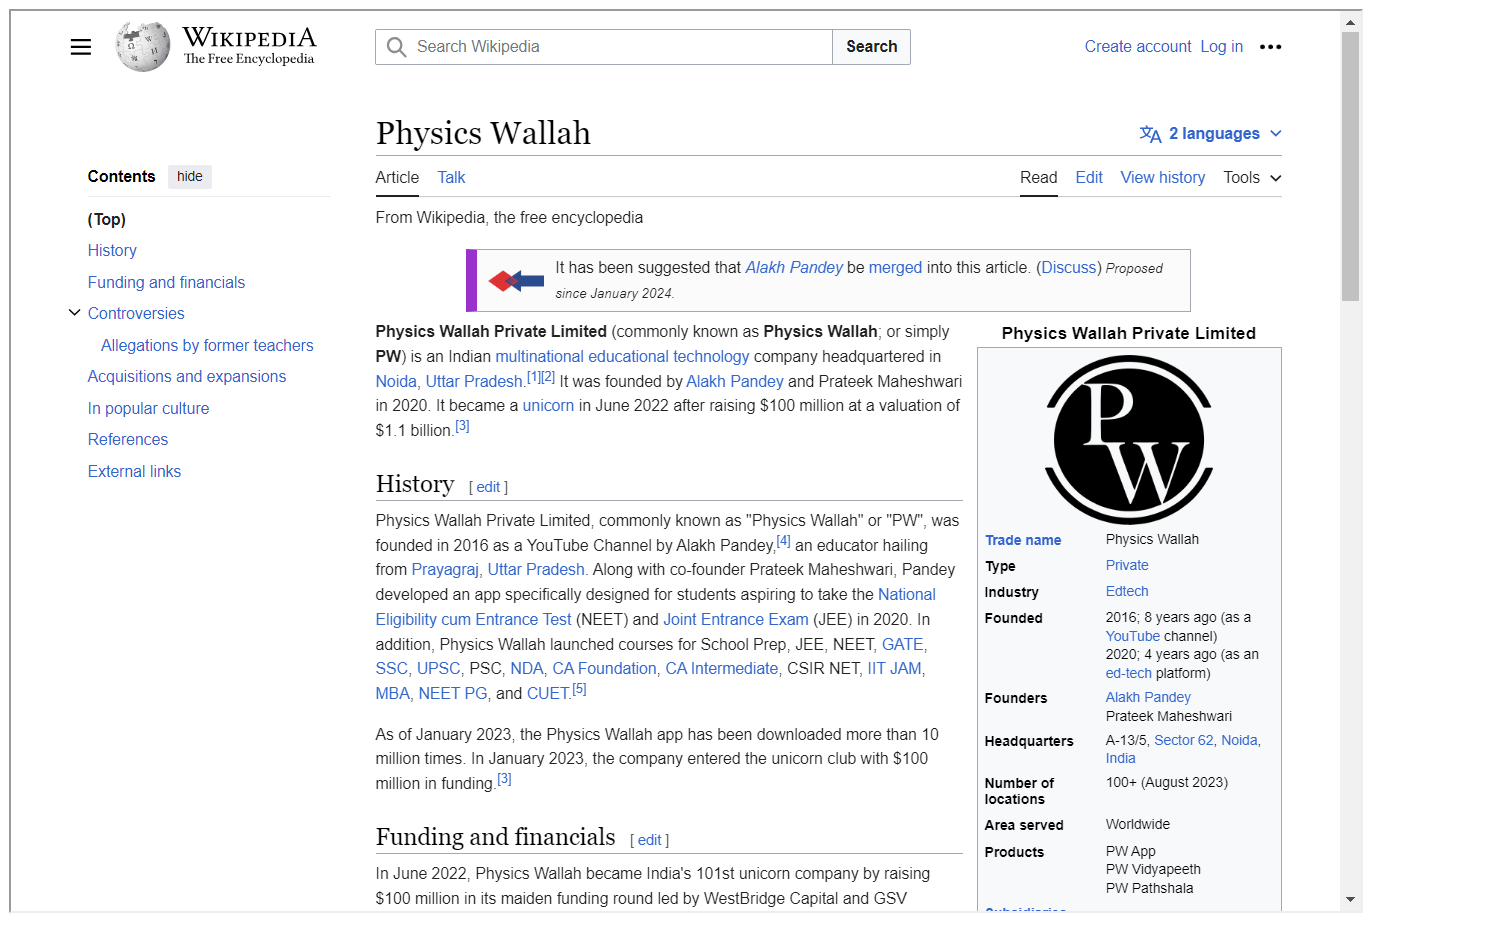 WIKIPEDIA
The Free Encyclopedia
Search Wikipedia
Search
Create account Log in
Physics Wallah
2 languages
Contents hide
Article Talk
Read Edit View history Tools
(Top)
History
Funding and financials
Controversies
Allegations by former teachers
Acquisitions and expansions
In popular culture
References
External links
From Wikipedia, the free encyclopedia
It has been suggested that Alakh Pandey be merged into this article. (Discuss) Proposed
since January 2024.
Physics Wallah Private Limited (commonly known as Physics Wallah; or simply
PW) is an Indian multinational educational technology company headquartered in
Noida, Uttar Pradesh.[1][2] It was founded by Alakh Pandey and Prateek Maheshwari
in 2020. It became a unicorn in June 2022 after raising $100 million at a valuation of
$1.1 billion.[3]
History [ edit ]
Physics Wallah Private Limited, commonly known as "Physics Wallah" or "PW", was
founded in 2016 as a YouTube Channel by Alakh Pandey,[4] an educator hailing
from Prayagraj, Uttar Pradesh. Along with co-founder Prateek Maheshwari, Pandey
developed an app specifically designed for students aspiring to take the National
Eligibility cum Entrance Test (NEET) and Joint Entrance Exam (JEE) in 2020. In
addition, Physics Wallah launched courses for School Prep, JEE, NEET, GATE,
SSC, UPSC, PSC, NDA, CA Foundation, CA Intermediate, CSIR NET, IIT JAM,
MBA, NEET PG, and CUET.[5]
As of January 2023, the Physics Wallah app has been downloaded more than 10
million times. In January 2023, the company entered the unicorn club with $100
million in funding.[3]
Funding and financials [ edit ]
In June 2022, Physics Wallah became India's 101st unicorn company by raising
$100 million in its maiden funding round led by WestBridge Capital and GSV
Physics Wallah Private Limited
PW
Trade name Physics Wallah
Type Private
Industry Edtech
Founded 2016; 8 years ago (as a
YouTube channel)
2020; 4 years ago (as an
ed-tech platform)
Founders Alakh Pandey
Prateek Maheshwari
Headquarters A-13/5, Sector 62, Noida,
India
Number of 100+ (August 2023)
locations
Area served Worldwide
Products PW App
PW Vidyapeeth
PW Pathshala